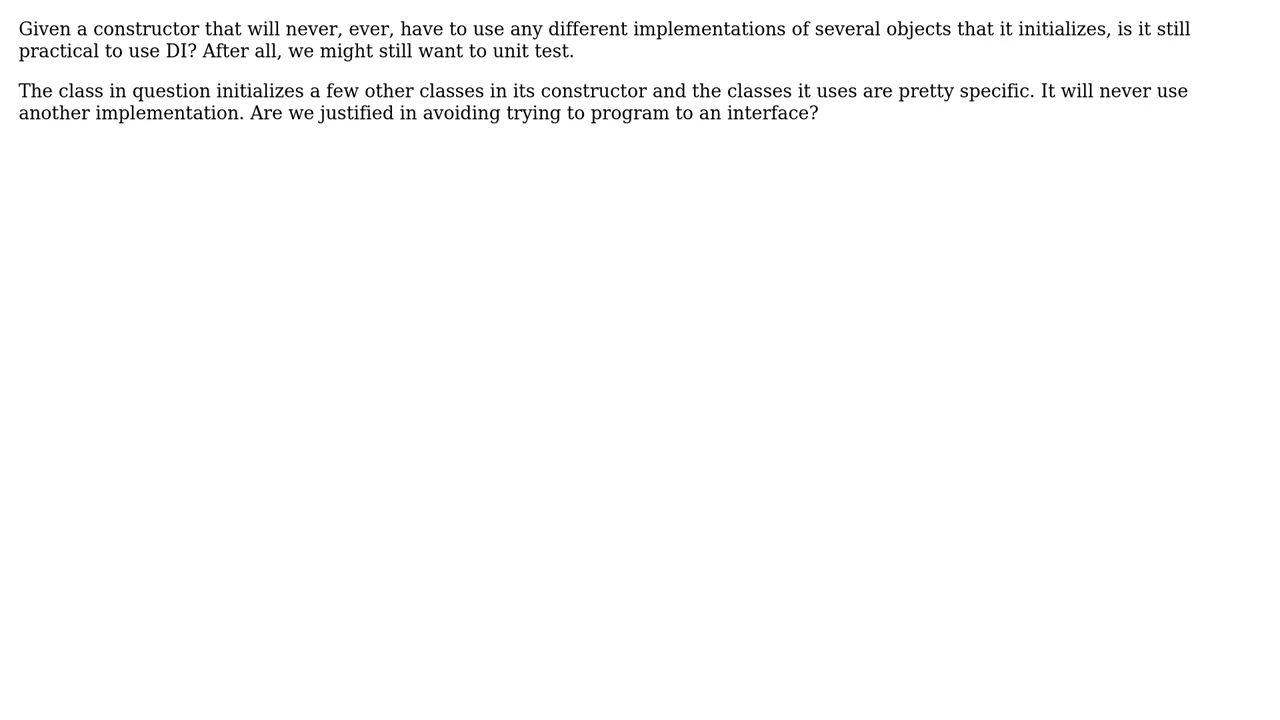 Given a constructor that will never, ever, have to use any different implementations of several objects that it initializes, is it still
practical to use DI? After all, we might still want to unit test.
The class in question initializes a few other classes in its constructor and the classes it uses are pretty specific. It will never use
another implementation. Are we justified in avoiding trying to program to an interface?